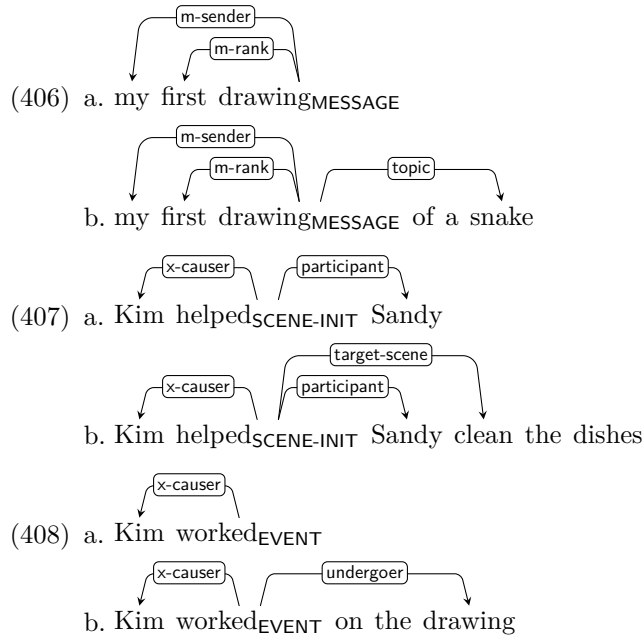 m-sender
m-rank
(406) a. my first drawingMESSAGE
m-sender
m-rank topic
b. my first drawingMESSAGE of a snake
x-causer participant
(407) a. Kim helpedSCENE-INIT Sandy
target-scene
x-causer participant
b. Kim helpedSCENE-INIT Sandy clean the dishes
x-causer
(408) a. Kim workedEVENT
x-causer undergoer
b. Kim workedEVENT on the drawing